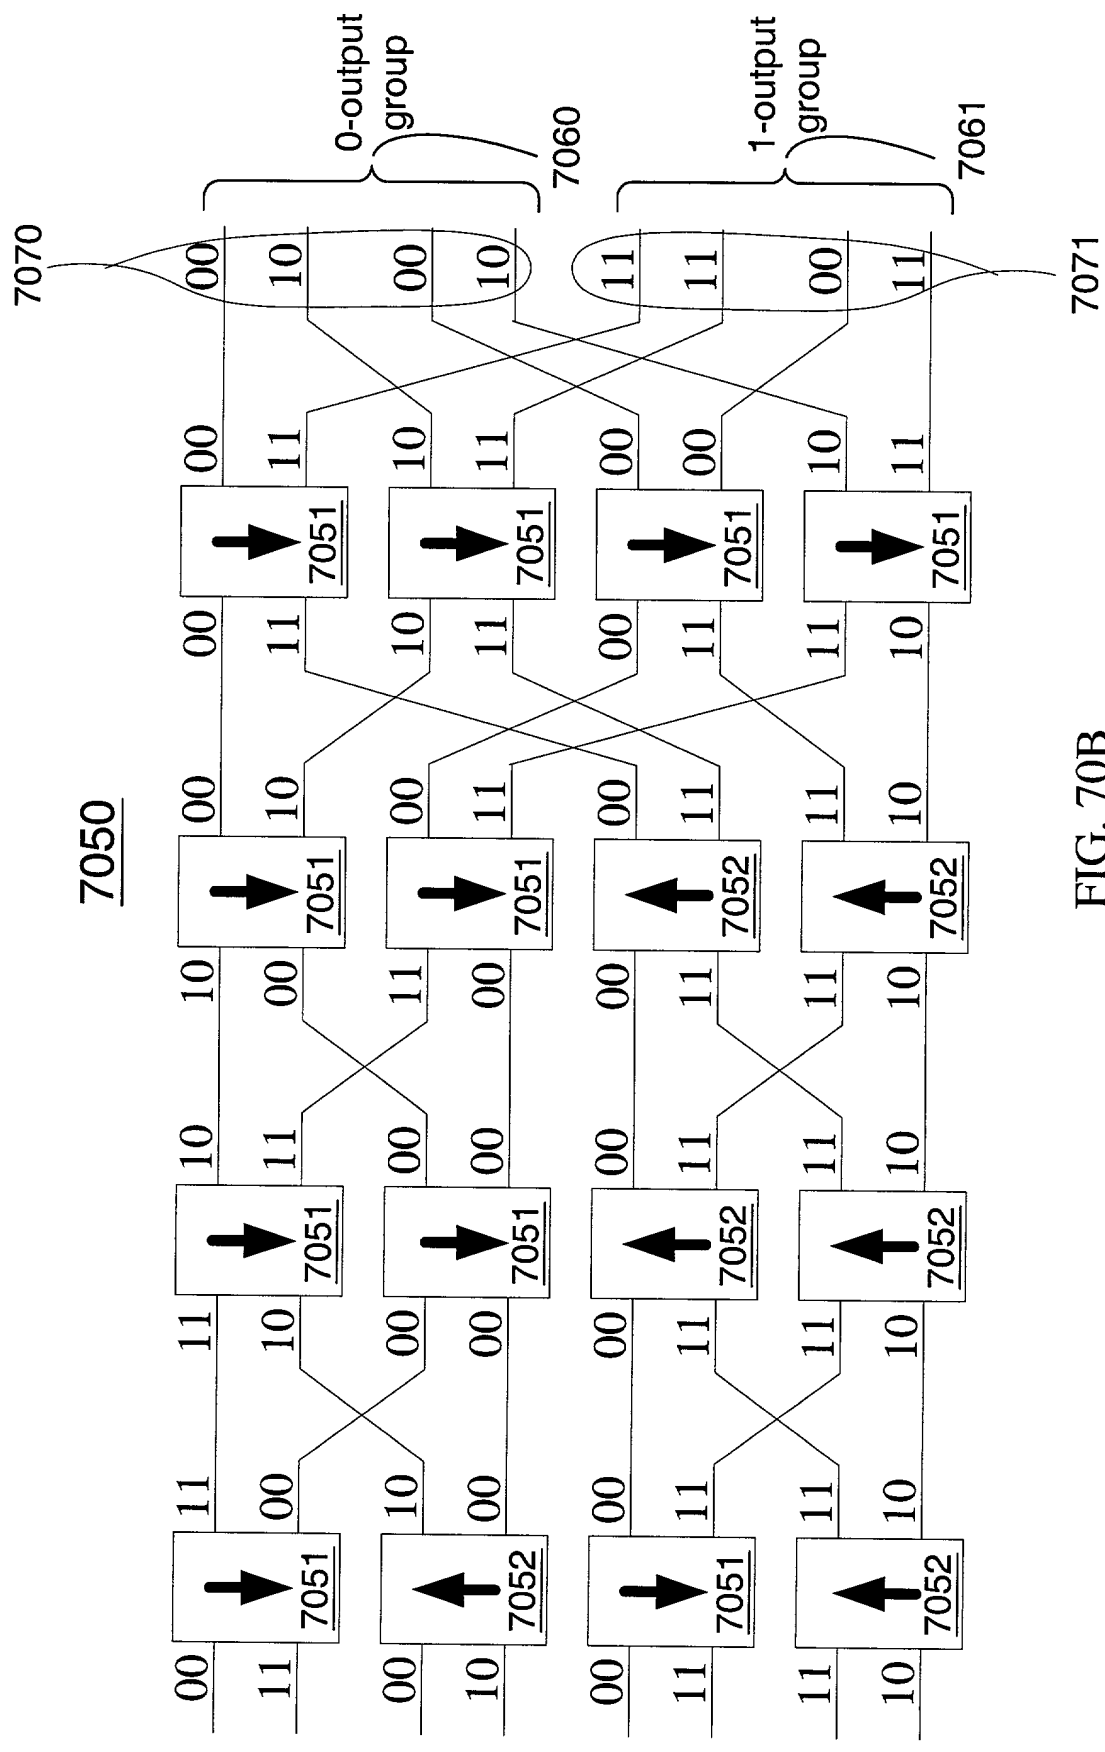 7070
7050
00 11 11 10 10 00 00 00 00
11 00 10 11 00 10 11 11 10
7051 7051 7051 7051
0-output
group
00 10 00 00 11 00 10 10 00
10 00 00 00 00 11 11 11 10
7052 7051 7051 7051
7060
00 00 00 00 00 00 00 00 11
11 11 11 11 11 11 11 00 11
7051 7052 7052 7051
1-output
group
11 11 11 11 11 11 11 10 00
10 10 10 10 10 10 10 11 11
7052 7052 7052 7051
7061
7071
FIG. 70B